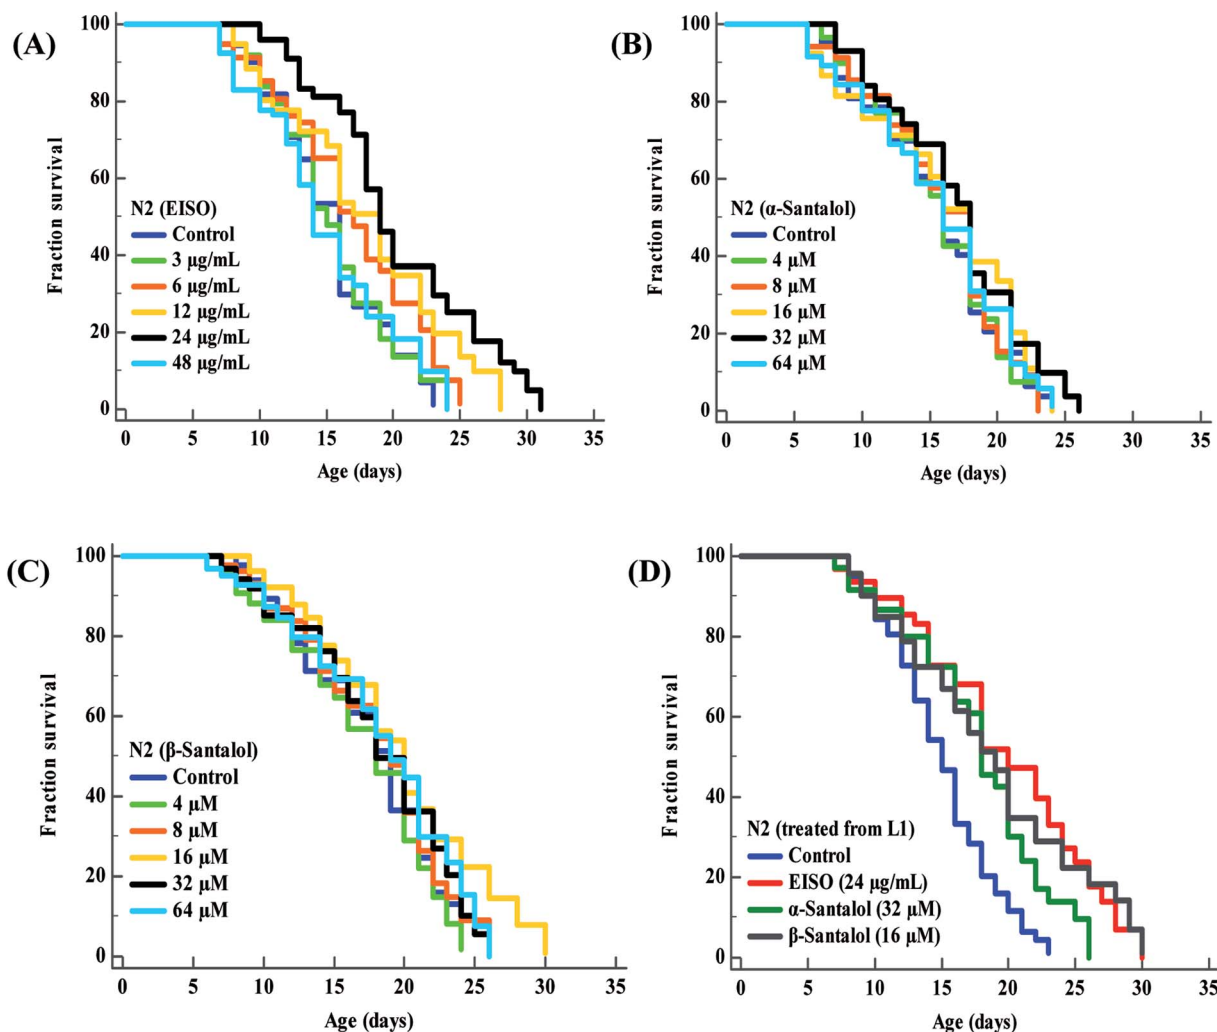 (A)
100
80
60
40
20
0
Fraction survival
N2 (EISO)
Control
3 μg/mL
6 μg/mL
12 μg/mL
24 μg/mL
48 μg/mL
0 5 10 15 20 25 30 35
Age (days)
(B)
100
80
60
40
20
0
Fraction survival
N2 (α-Santalol)
Control
4 μM
8 μM
16 μM
32 μM
64 μM
0 5 10 15 20 25 30 35
Age (days)
(C)
100
80
60
40
20
0
Fraction survival
N2 (β-Santalol)
Control
4 μM
8 μM
16 μM
32 μM
64 μM
0 5 10 15 20 25 30 35
Age (days)
(D)
100
80
60
40
20
0
Fraction survival
N2 (treated from L1)
Control
EISO (24 μg/mL)
α-Santalol (32 μM)
β-Santalol (16 μM)
0 5 10 15 20 25 30 35
Age (days)